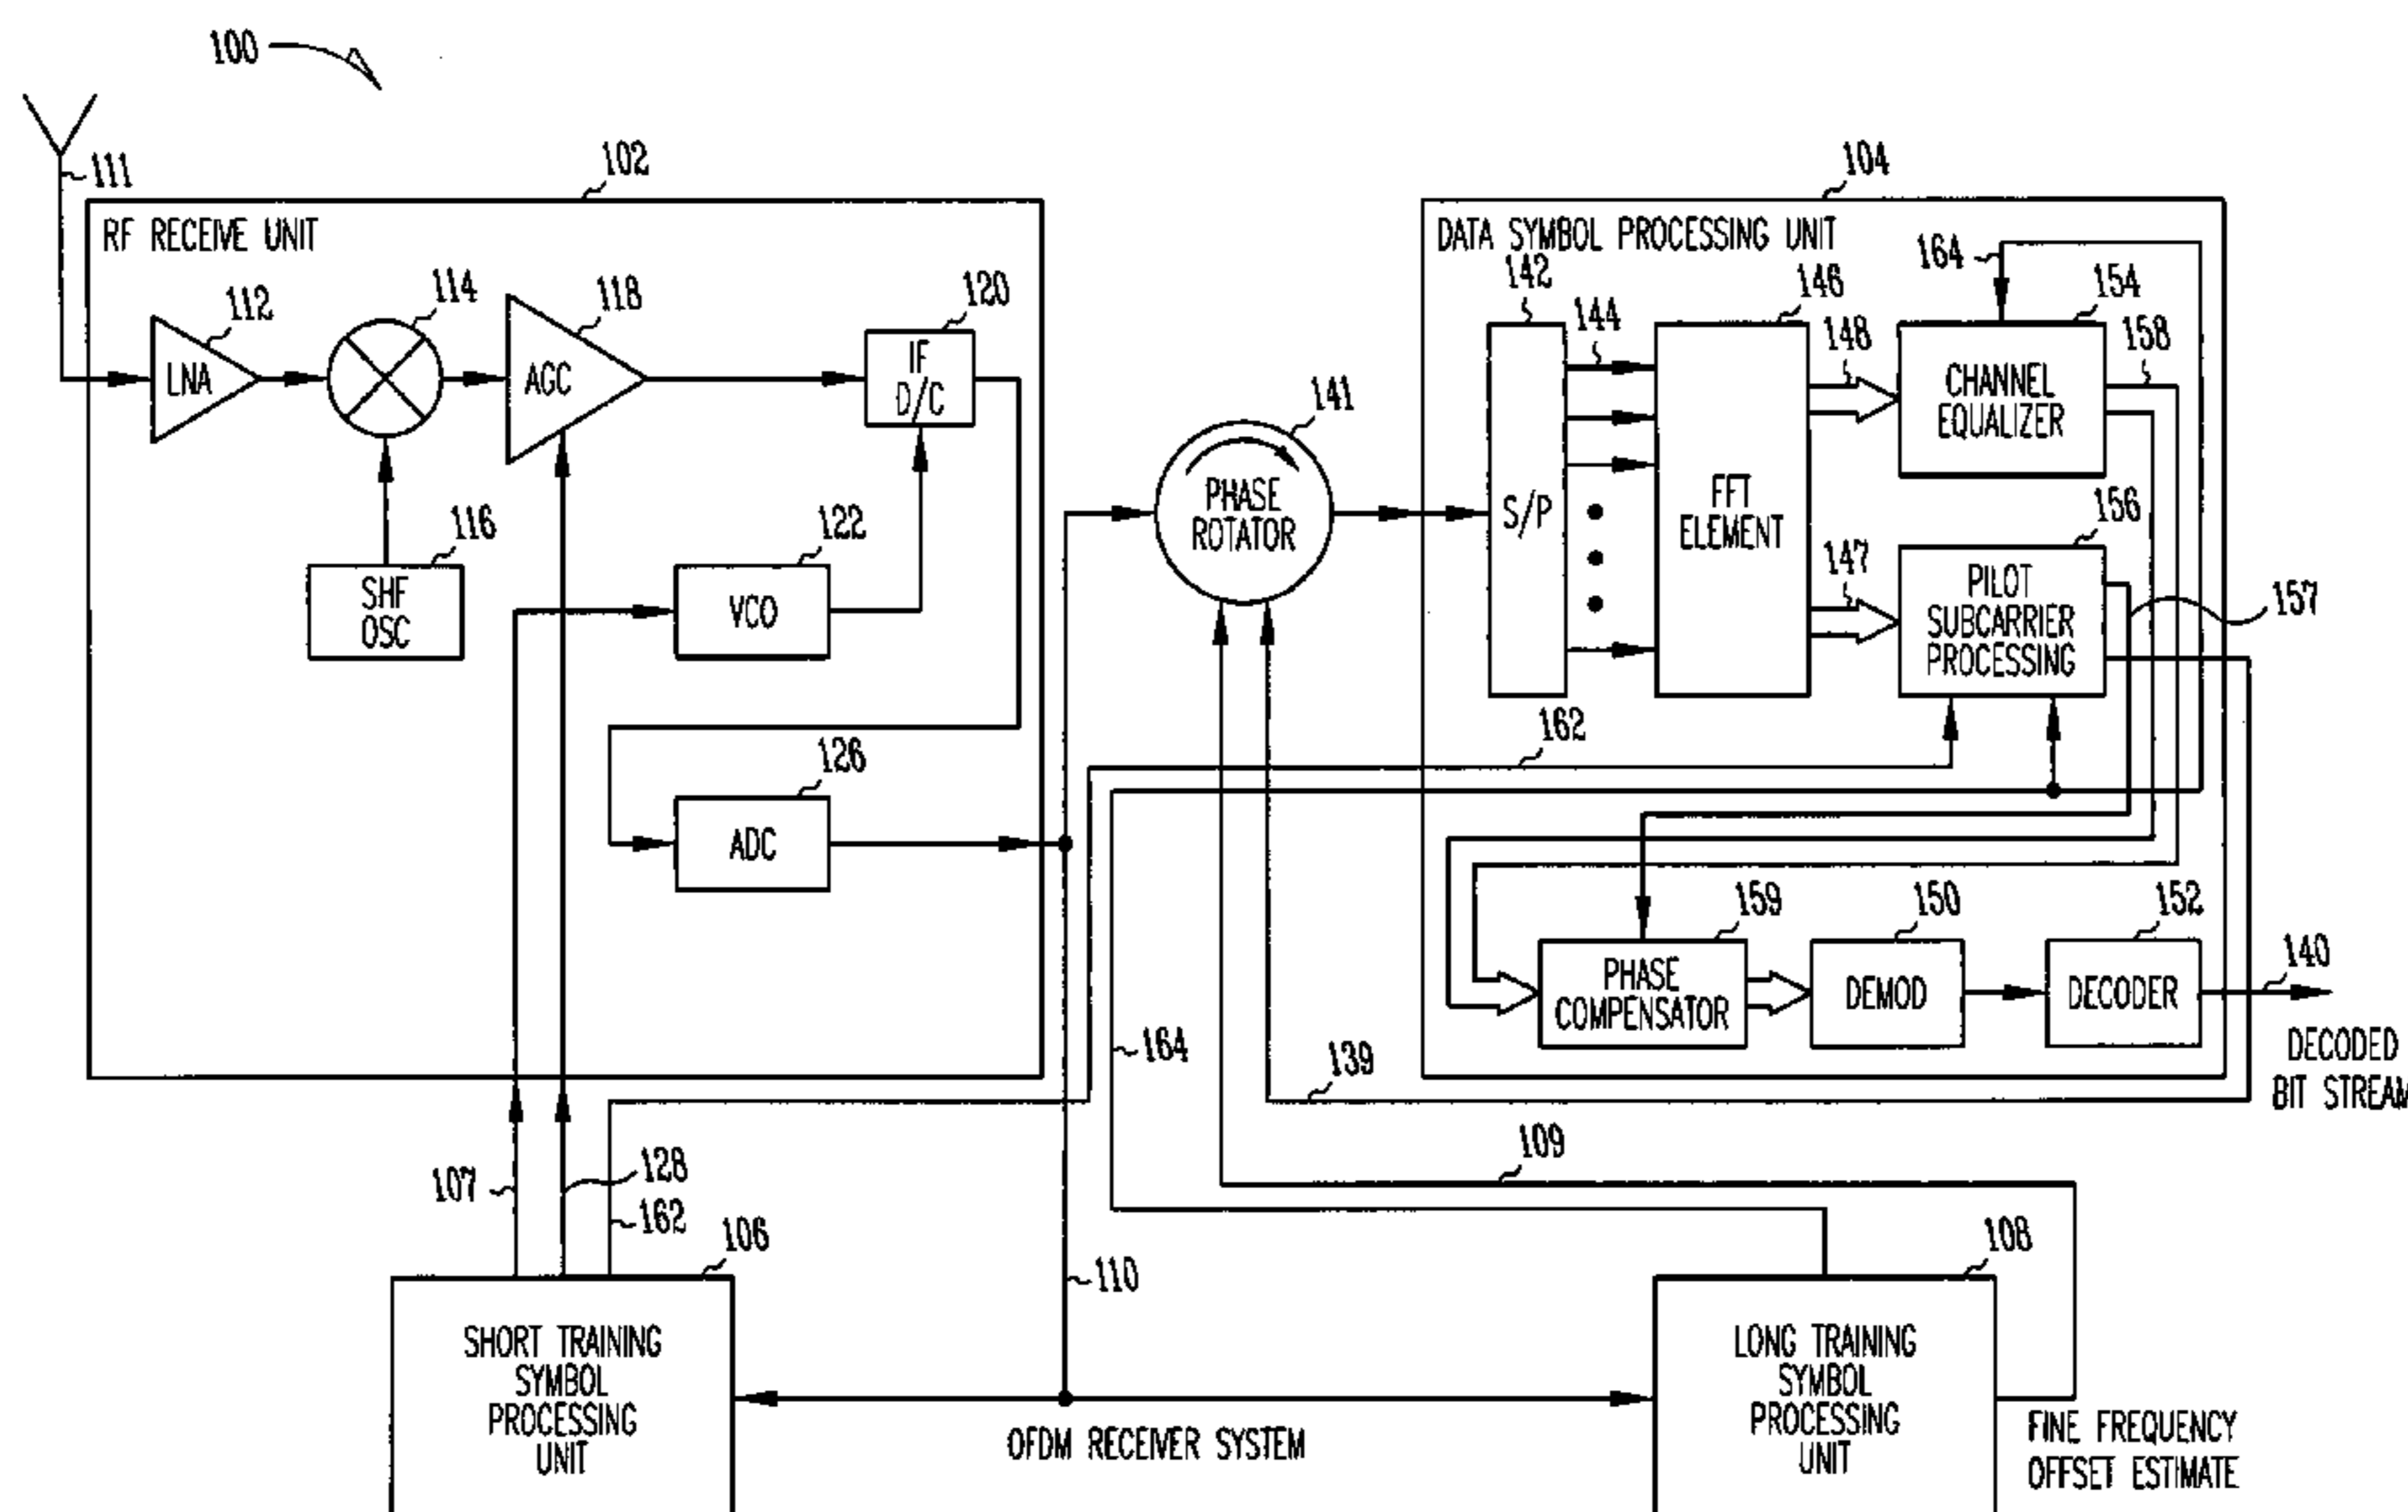 100
111
102
104
RF RECEIVE UNIT
DATA SYMBOL PROCESSING UNIT
112
114
118
120
142
144
146
164
154
148
158
LNA
AGC
IF
D/C
CHANNEL
EQUALIZER
141
116
122
PHASE
ROTATOR
S/P
FFT
ELEMENT
156
147
157
SHF
OSC
VCO
PILOT
SUBCARRIER
PROCESSING
126
162
ADC
159
150
152
140
PHASE
COMPENSATOR
DEMOD
DECODER
164
139
DECODED
BIT STREAM
107
128
162
109
106
110
108
SHORT TRAINING
SYMBOL
PROCESSING
UNIT
LONG TRAINING
SYMBOL
PROCESSING
UNIT
OFDM RECEIVER SYSTEM
FINE FREQUENCY
OFFSET ESTIMATE